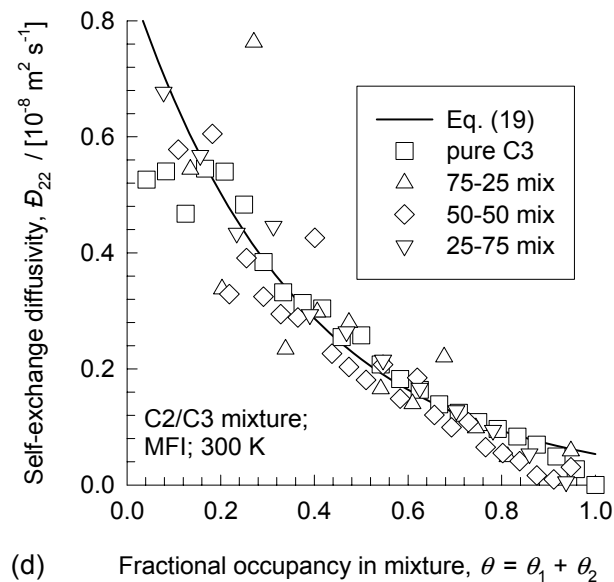 0.8
0.6
0.4
0.2
0.0
Self-exchange diffusivity, Đ₂₂ / [10⁻⁸ m² s⁻¹]
Eq. (19)
pure C3
75-25 mix
50-50 mix
25-75 mix
C2/C3 mixture;
MFI; 300 K
0.0 0.2 0.4 0.6 0.8 1.0
(d) Fractional occupancy in mixture, θ = θ₁ + θ₂